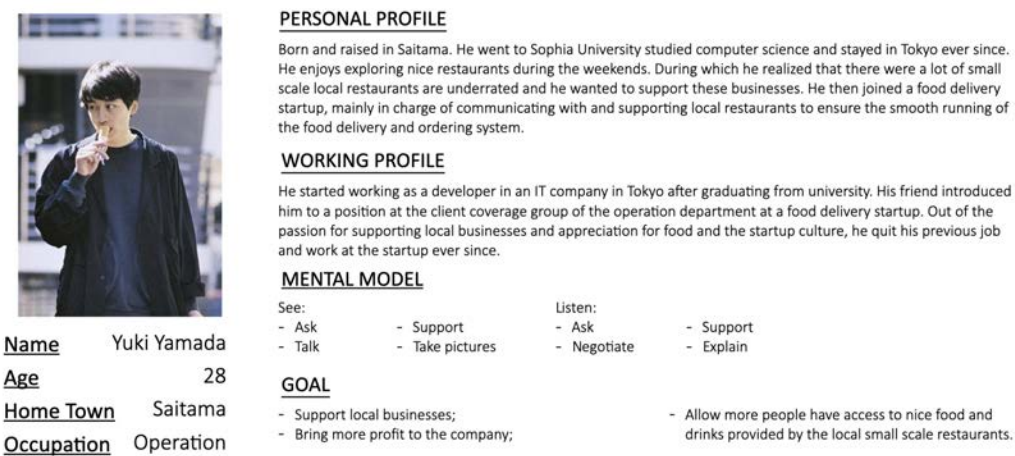 PERSONAL PROFILE
Born and raised in Saitama. He went to Sophia University studied computer science and stayed in Tokyo ever since.
He enjoys exploring nice restaurants during the weekends. During which he realized that there were a lot of small
scale local restaurants are underrated and he wanted to support these businesses. He then joined a food delivery
startup, mainly in charge of communicating with and supporting local restaurants to ensure the smooth running of
the food delivery and ordering system.
WORKING PROFILE
He started working as a developer in an IT company in Tokyo after graduating from university. His friend introduced
him to a position at the client coverage group of the operation department at a food delivery startup. Out of the
passion for supporting local businesses and appreciation for food and the startup culture, he quit his previous job
and work at the startup ever since.
MENTAL MODEL
See:
- Ask
- Talk
- Support
- Take pictures
Listen:
- Ask
- Negotiate
- Support
- Explain
GOAL
- Support local businesses;
- Bring more profit to the company;
- Allow more people have access to nice food and
drinks provided by the local small scale restaurants.
Name Yuki Yamada
Age 28
Home Town Saitama
Occupation Operation